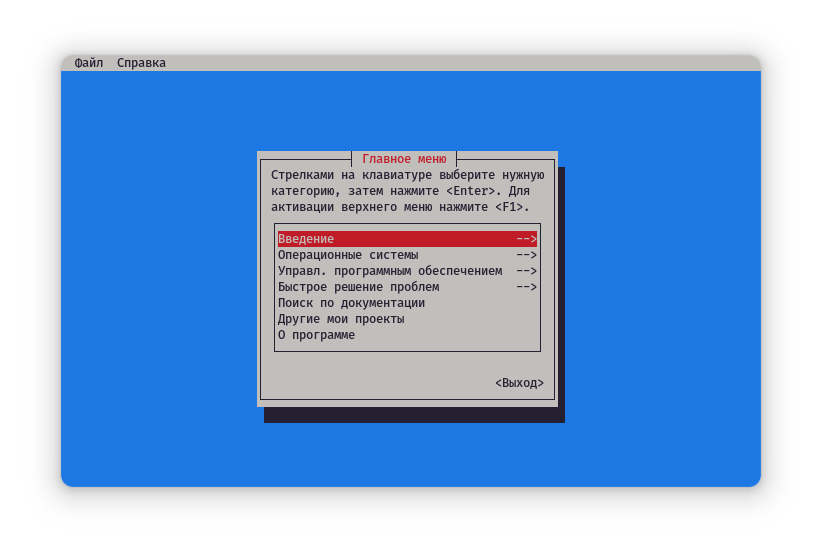 Файл Справка
Главное меню
Стрелками на клавиатуре выберите нужную
категорию, затем нажмите <Enter>. Для
активации верхнего меню нажмите <F1>.
Введение -->
Операционные системы -->
Управл. программным обеспечением -->
Быстрое решение проблем -->
Поиск по документации
Другие мои проекты
О программе
<Выход>